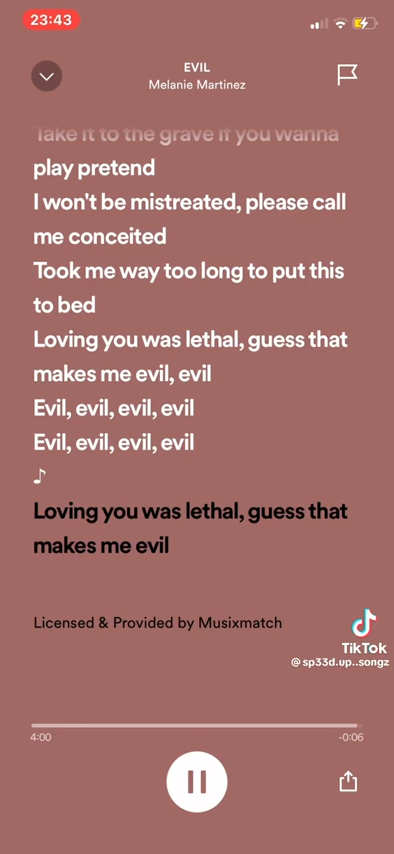 23:43
EVIL
Melanie Martinez
Take it to the grave if you wanna
play pretend
I won't be mistreated, please call
me conceited
Took me way too long to put this
to bed
Loving you was lethal, guess that
makes me evil, evil
Evil, evil, evil, evil
Evil, evil, evil, evil
♪
Loving you was lethal, guess that
makes me evil
Licensed & Provided by Musixmatch
TikTok
@sp33d.up..songz
4:00
-0:06